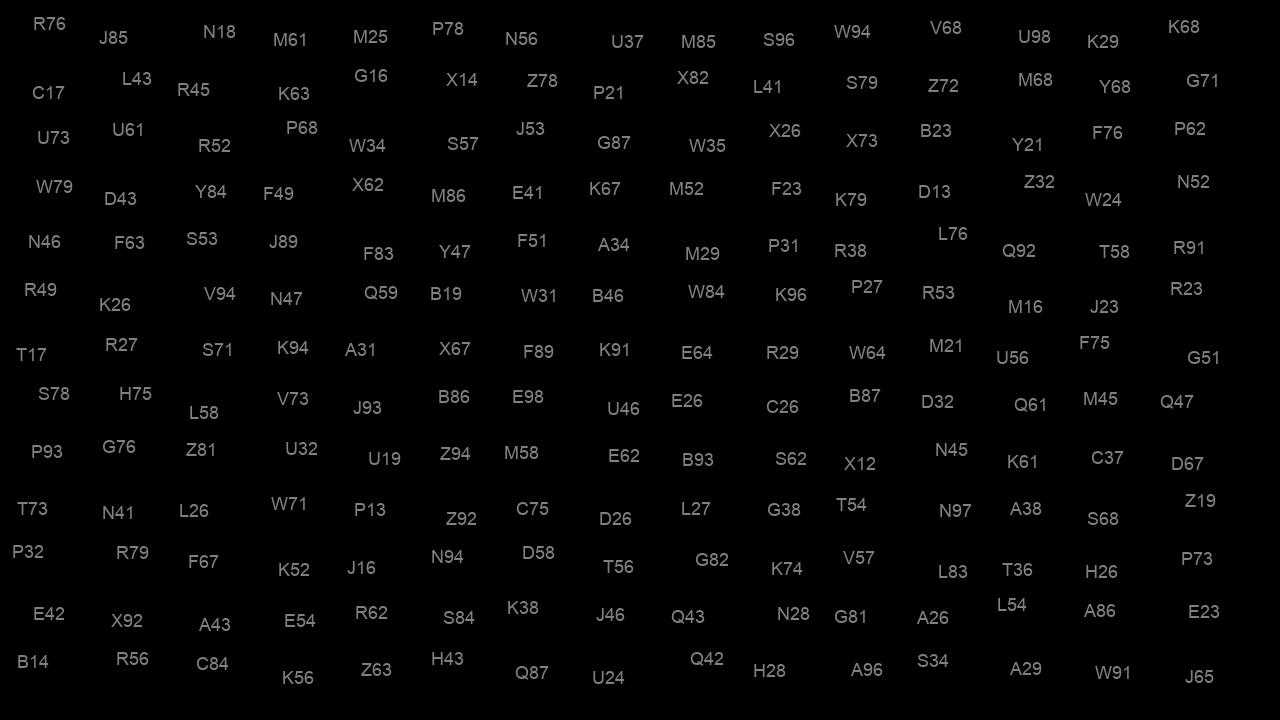 R76 J85 N18 M61 M25 P78 N56 U37 M85 S96 W94 V68 U98 K29 K68
C17 L43 R45 K63 G16 X14 Z78 P21 X82 L41 S79 Z72 M68 Y68 G71
U73 U61 R52 P68 W34 S57 J53 G87 W35 X26 X73 B23 Y21 F76 P62
W79 D43 Y84 F49 X62 M86 E41 K67 M52 F23 K79 D13 Z32 W24 N52
N46 F63 S53 J89 F83 Y47 F51 A34 M29 P31 R38 L76 Q92 T58 R91
R49 K26 V94 N47 Q59 B19 W31 B46 W84 K96 P27 R53 M16 J23 R23
T17 R27 S71 K94 A31 X67 F89 K91 E64 R29 W64 M21 U56 F75 G51
S78 H75 L58 V73 J93 B86 E98 U46 E26 C26 B87 D32 Q61 M45 Q47
P93 G76 Z81 U32 U19 Z94 M58 E62 B93 S62 X12 N45 K61 C37 D67
T73 N41 L26 W71 P13 Z92 C75 D26 L27 G38 T54 N97 A38 S68 Z19
P32 R79 F67 K52 J16 N94 D58 T56 G82 K74 V57 L83 T36 H26 P73
E42 X92 A43 E54 R62 S84 K38 J46 Q43 N28 G81 A26 L54 A86 E23
B14 R56 C84 K56 Z63 H43 Q87 U24 Q42 H28 A96 S34 A29 W91 J65